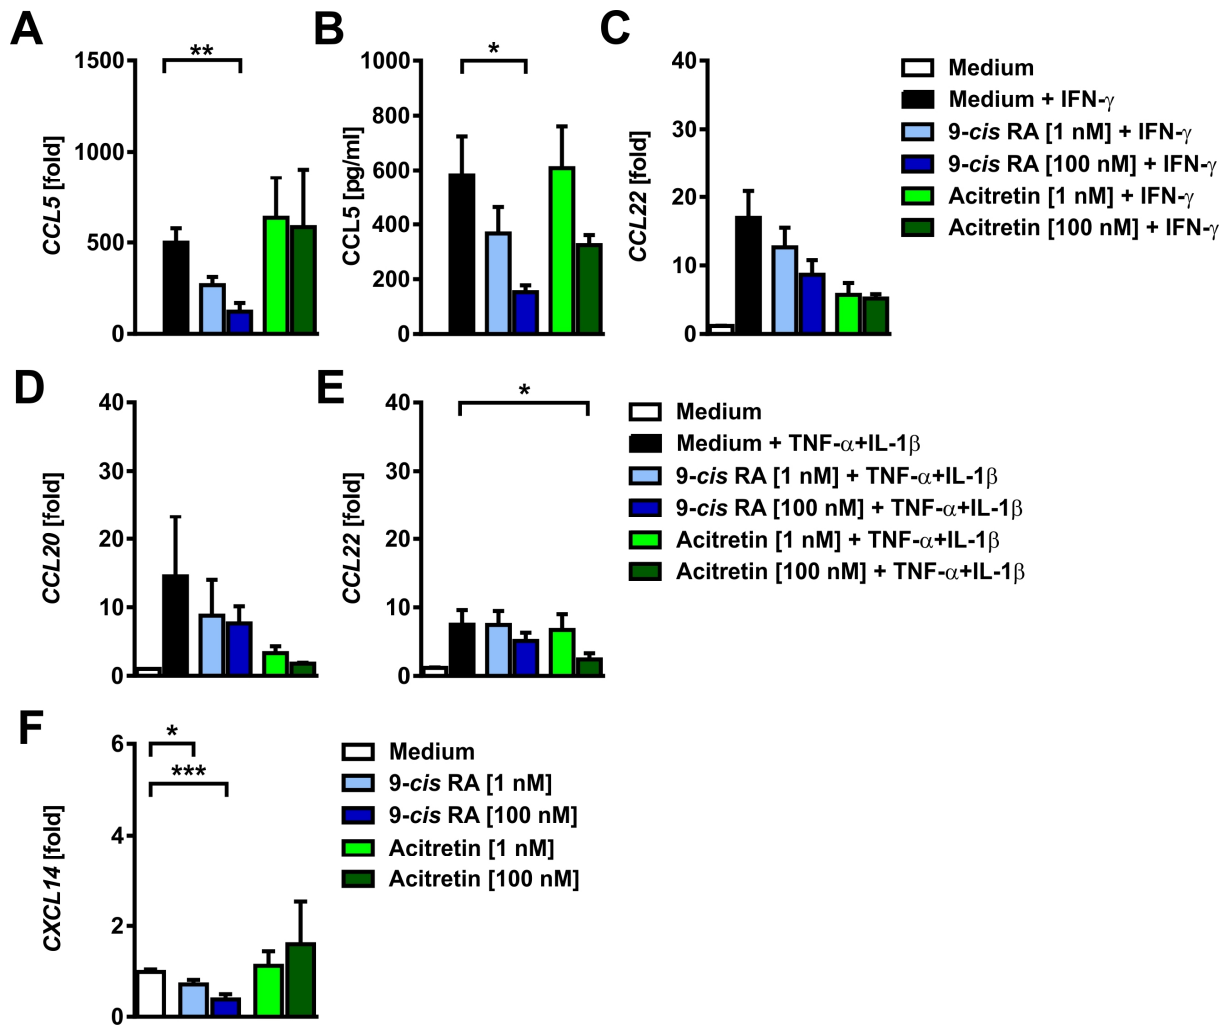 A
B
C
**
1500
1000
500
0
CCL5 [fold]
*
1000
800
600
400
200
0
CCL5 [pg/ml]
40
30
20
10
0
CCL22 [fold]
Medium
Medium + IFN-γ
9-cis RA [1 nM] + IFN-γ
9-cis RA [100 nM] + IFN-γ
Acitretin [1 nM] + IFN-γ
Acitretin [100 nM] + IFN-γ
D
E
40
30
20
10
0
CCL20 [fold]
*
40
30
20
10
0
CCL22 [fold]
Medium
Medium + TNF-α+IL-1β
9-cis RA [1 nM] + TNF-α+IL-1β
9-cis RA [100 nM] + TNF-α+IL-1β
Acitretin [1 nM] + TNF-α+IL-1β
Acitretin [100 nM] + TNF-α+IL-1β
F
*
***
6
4
2
0
CXCL14 [fold]
Medium
9-cis RA [1 nM]
9-cis RA [100 nM]
Acitretin [1 nM]
Acitretin [100 nM]